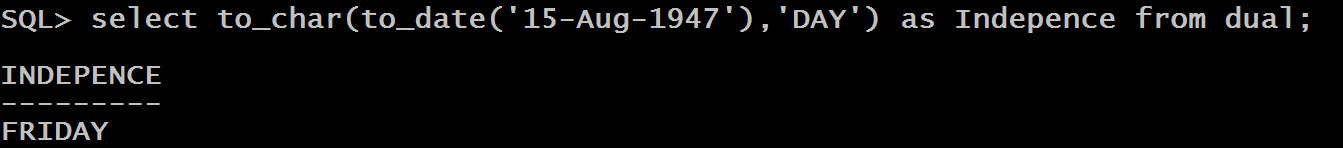 SQL> select to_char(to_date('15-Aug-1947'),'DAY') as Indepence from dual;
INDEPENCE
---------
FRIDAY